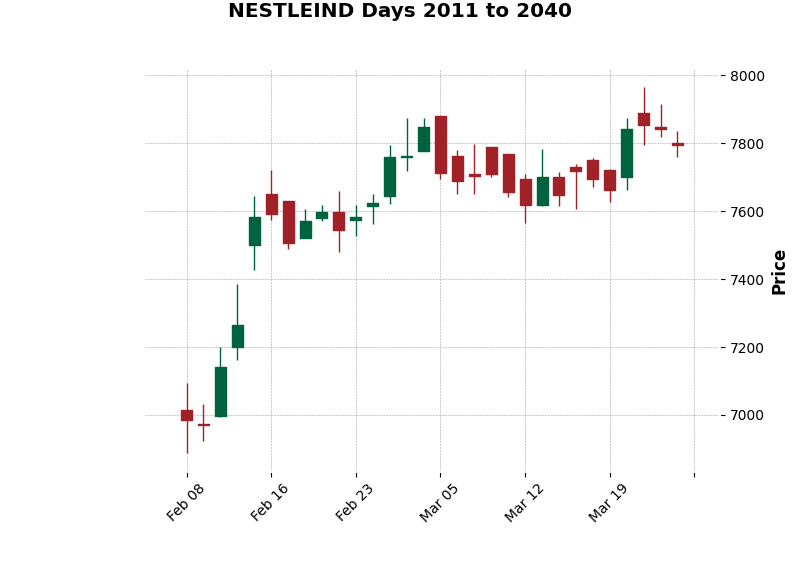 NESTLEIND Days 2011 to 2040
8000
7800
7600
7400
7200
7000
Price
Feb 08
Feb 16
Feb 23
Mar 05
Mar 12
Mar 19